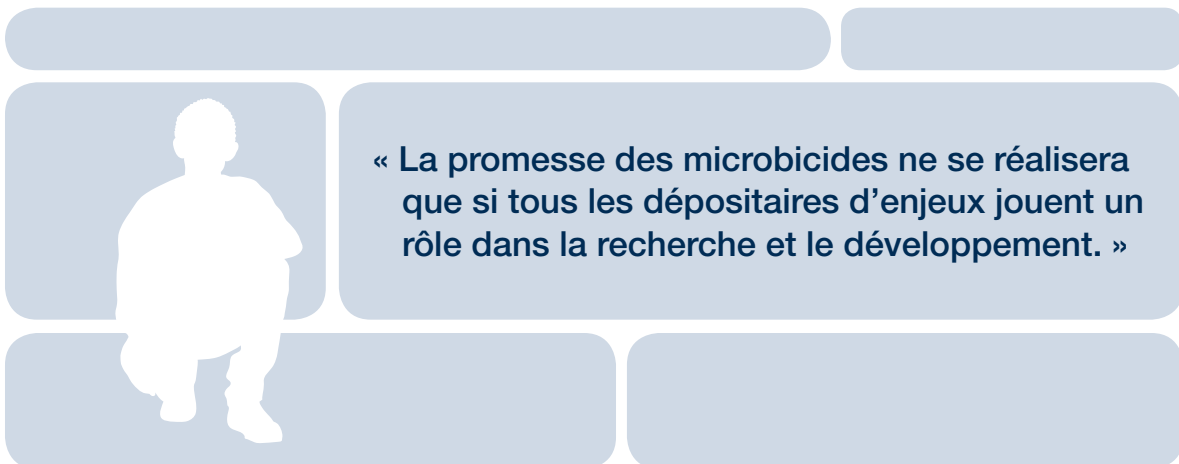 « La promesse des microbicides ne se réalisera
que si tous les dépositaires d’enjeux jouent un
rôle dans la recherche et le développement. »